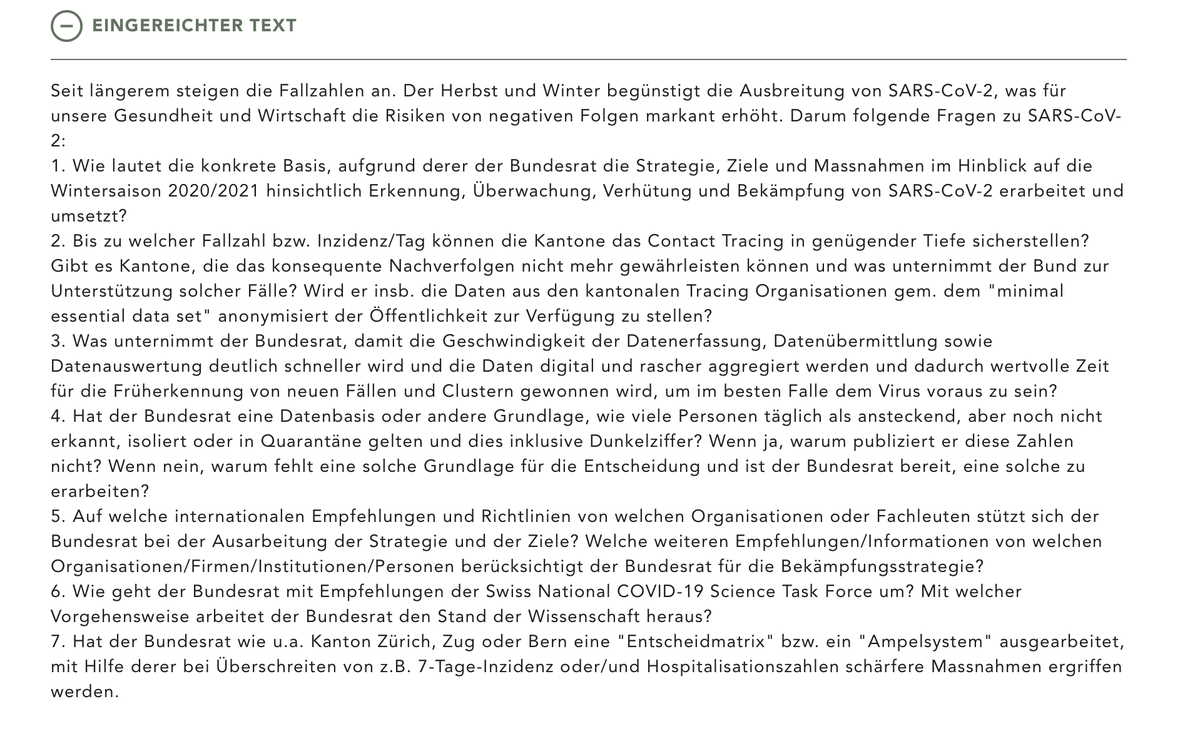 EINGEREICHTER TEXT
Seit längerem steigen die Fallzahlen an. Der Herbst und Winter begünstigt die Ausbreitung von SARS-CoV-2, was für
unsere Gesundheit und Wirtschaft die Risiken von negativen Folgen markant erhöht. Darum folgende Fragen zu SARS-CoV-
2:
1. Wie lautet die konkrete Basis, aufgrund derer der Bundesrat die Strategie, Ziele und Massnahmen im Hinblick auf die
Wintersaison 2020/2021 hinsichtlich Erkennung, Überwachung, Verhütung und Bekämpfung von SARS-CoV-2 erarbeitet und
umsetzt?
2. Bis zu welcher Fallzahl bzw. Inzidenz/Tag können die Kantone das Contact Tracing in genügender Tiefe sicherstellen?
Gibt es Kantone, die das konsequente Nachverfolgen nicht mehr gewährleisten können und was unternimmt der Bund zur
Unterstützung solcher Fälle? Wird er insb. die Daten aus den kantonalen Tracing Organisationen gem. dem "minimal
essential data set" anonymisiert der Öffentlichkeit zur Verfügung zu stellen?
3. Was unternimmt der Bundesrat, damit die Geschwindigkeit der Datenerfassung, Datenübermittlung sowie
Datenauswertung deutlich schneller wird und die Daten digital und rascher aggregiert werden und dadurch wertvolle Zeit
für die Früherkennung von neuen Fällen und Clustern gewonnen wird, um im besten Falle dem Virus voraus zu sein?
4. Hat der Bundesrat eine Datenbasis oder andere Grundlage, wie viele Personen täglich als ansteckend, aber noch nicht
erkannt, isoliert oder in Quarantäne gelten und dies inklusive Dunkelziffer? Wenn ja, warum publiziert er diese Zahlen
nicht? Wenn nein, warum fehlt eine solche Grundlage für die Entscheidung und ist der Bundesrat bereit, eine solche zu
erarbeiten?
5. Auf welche internationalen Empfehlungen und Richtlinien von welchen Organisationen oder Fachleuten stützt sich der
Bundesrat bei der Ausarbeitung der Strategie und der Ziele? Welche weiteren Empfehlungen/Informationen von welchen
Organisationen/Firmen/Institutionen/Personen berücksichtigt der Bundesrat für die Bekämpfungsstrategie?
6. Wie geht der Bundesrat mit Empfehlungen der Swiss National COVID-19 Science Task Force um? Mit welcher
Vorgehensweise arbeitet der Bundesrat den Stand der Wissenschaft heraus?
7. Hat der Bundesrat wie u.a. Kanton Zürich, Zug oder Bern eine "Entscheidmatrix" bzw. ein "Ampelsystem" ausgearbeitet,
mit Hilfe derer bei Überschreiten von z.B. 7-Tage-Inzidenz oder/und Hospitalisationszahlen schärfere Massnahmen ergriffen
werden.